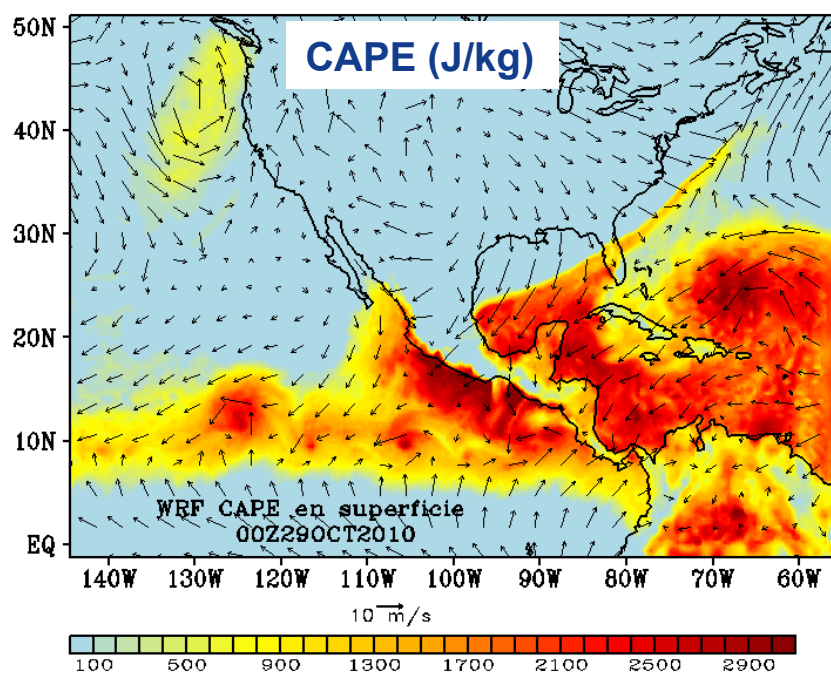 CAPE (J/kg)
50N
40N
30N
20N
10N
EQ
WRF CAPE en superficie
00Z29OCT2010
140W 130W 120W 110W 100W 90W 80W 70W 60W
10 m/s
100 500 900 1300 1700 2100 2500 2900